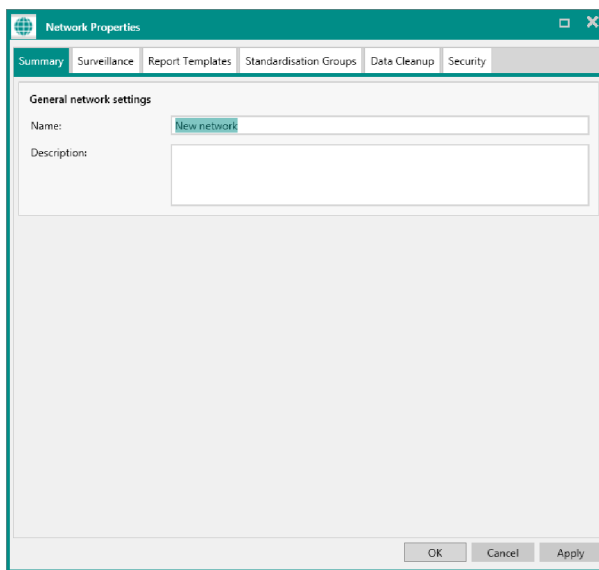 Network Properties
Summary Surveillance Report Templates Standardisation Groups Data Cleanup Security
General network settings
Name: New network
Description:
OK Cancel Apply